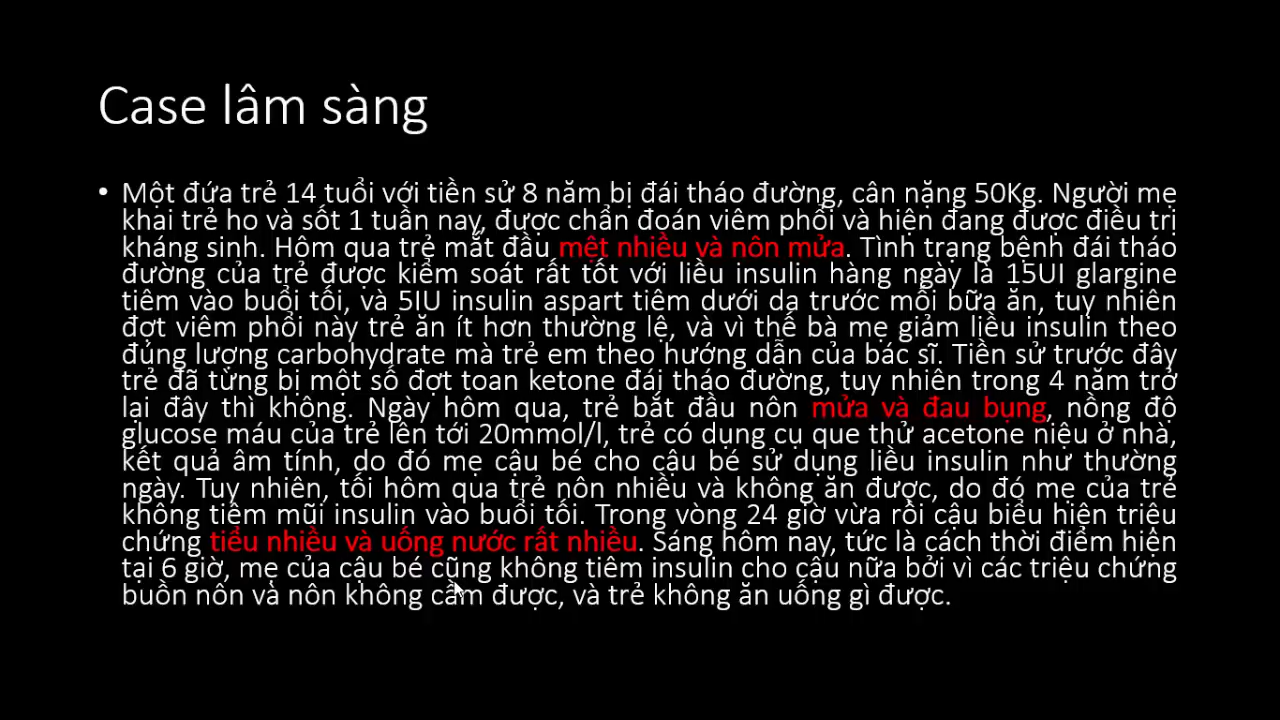 Case lâm sàng
• Một đứa trẻ 14 tuổi với tiền sử 8 năm bị đái tháo đường, cân nặng 50Kg. Người mẹ
khai trẻ ho và sốt 1 tuần nay, được chẩn đoán viêm phổi và hiện đang được điều trị
kháng sinh. Hôm qua trẻ mắt đầu mệt nhiều và nôn mửa. Tình trạng bệnh đái tháo
đường của trẻ được kiểm soát rất tốt với liều insulin hàng ngày là 15UI glargine
tiêm vào buổi tối, và 5IU insulin aspart tiêm dưới da trước mỗi bữa ăn, tuy nhiên
đợt viêm phổi này trẻ ăn ít hơn thường lệ, và vì thế bà mẹ giảm liều insulin theo
đúng lượng carbohydrate mà trẻ em theo hướng dẫn của bác sĩ. Tiền sử trước đây
trẻ đã từng bị một số đợt toan ketone đái tháo đường, tuy nhiên trong 4 năm trở
lại đây thì không. Ngày hôm qua, trẻ bắt đầu nôn mửa và đau bụng, nồng độ
glucose máu của trẻ lên tới 20mmol/l, trẻ có dụng cụ que thử acetone niệu ở nhà,
kết quả âm tính, do đó mẹ cậu bé cho cậu bé sử dụng liều insulin như thường
ngày. Tuy nhiên, tối hôm qua trẻ nôn nhiều và không ăn được, do đó mẹ của trẻ
không tiêm mũi insulin vào buổi tối. Trong vòng 24 giờ vừa rồi cậu biểu hiện triệu
chứng tiểu nhiều và uống nước rất nhiều. Sáng hôm nay, tức là cách thời điểm hiện
tại 6 giờ, mẹ của cậu bé cũng không tiêm insulin cho cậu nữa bởi vì các triệu chứng
buồn nôn và nôn không cầm được, và trẻ không ăn uống gì được.